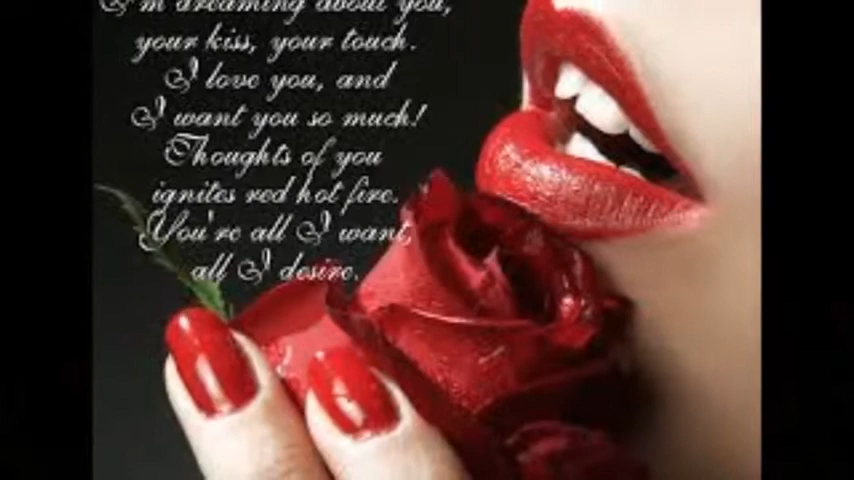 I'm dreaming about you,
your kiss, your touch.
I love you, and
I want you so much!
Thoughts of you
ignites red hot fire.
You're all I want,
all I desire.